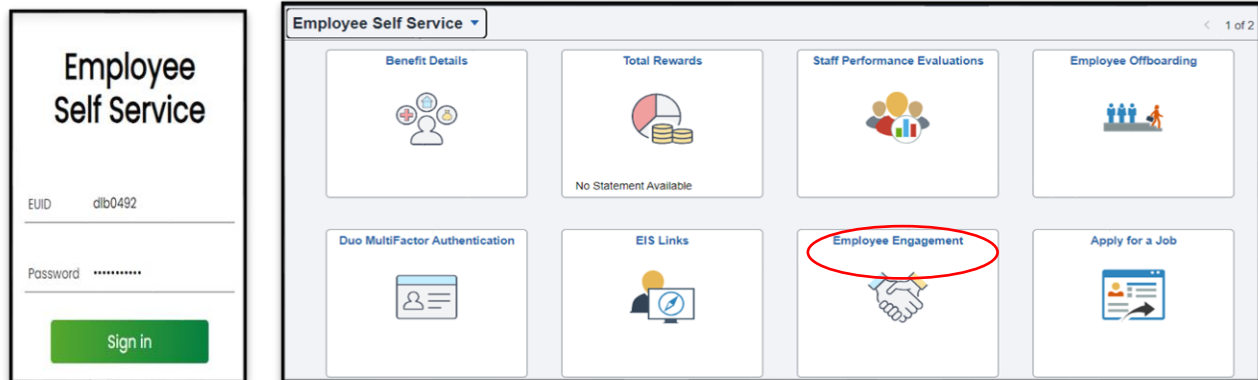 Employee
Self Service
EUID dlb0492
Password •••••••••••
Sign in
Employee Self Service
1 of 2
Benefit Details
Total Rewards
Staff Performance Evaluations
Employee Offboarding
No Statement Available
Duo MultiFactor Authentication
EIS Links
Employee Engagement
Apply for a Job